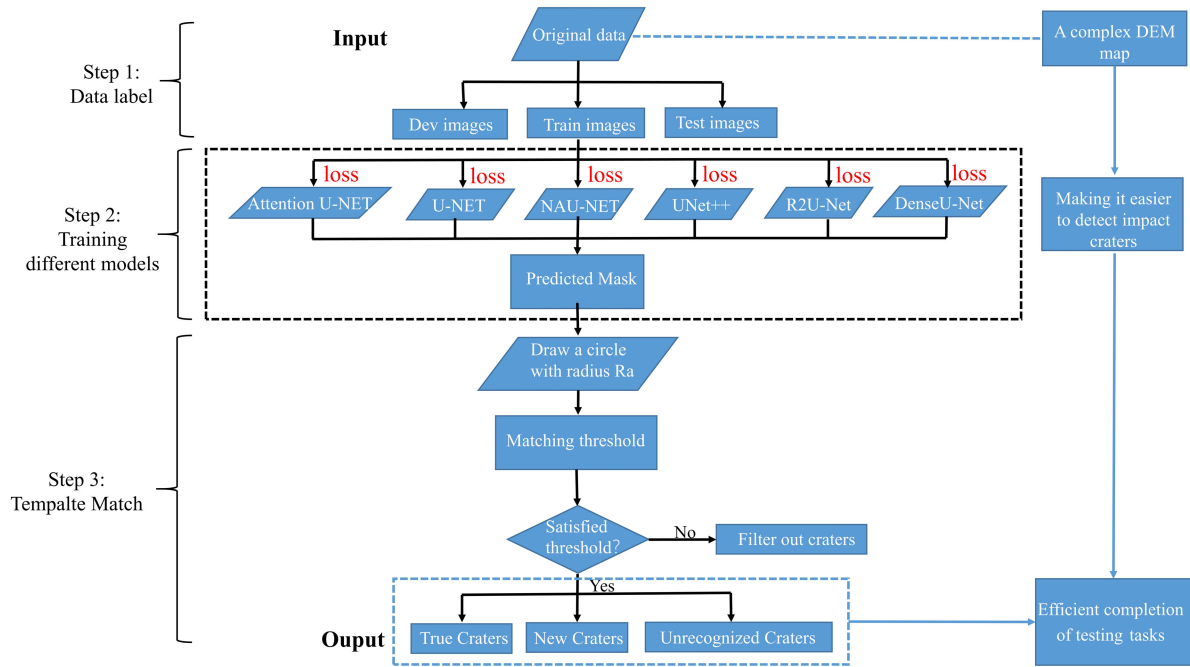 Input
Original data
A complex DEM
map
Step 1:
Data label
Dev images
Train images
Test images
Step 2:
Training
different models
loss
loss
loss
loss
loss
loss
Attention U-NET
U-NET
NAU-NET
UNet++
R2U-Net
DenseU-Net
Making it easier
to detect impact
craters
Predicted Mask
Step 3:
Tempalte Match
Draw a circle
with radius Ra
Matching threshold
Satisfied
threshold?
No
Filter out craters
Yes
Ouput
True Craters
New Craters
Unrecognized Craters
Efficient completion
of testing tasks